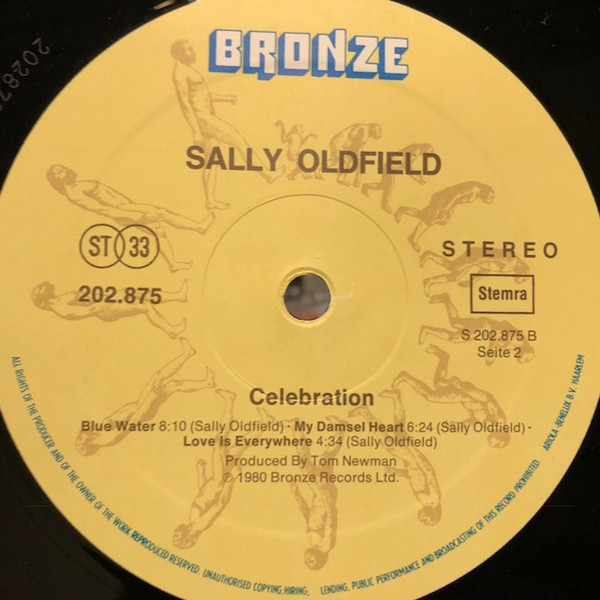 BRONZE
SALLY OLDFIELD
ST 33
STEREO
202.875
Stemra
S 202.875 B
Seite 2
Celebration
Blue Water 8:10 (Sally Oldfield) · My Damsel Heart 6:24 (Sally Oldfield) ·
Love Is Everywhere 4:34 (Sally Oldfield)
Produced By Tom Newman
℗ 1980 Bronze Records Ltd.
ALL RIGHTS OF THE PRODUCER AND OF THE OWNER OF THE WORK REPRODUCED RESERVED. UNAUTHORISED COPYING, HIRING, LENDING, PUBLIC PERFORMANCE AND BROADCASTING OF THIS RECORD PROHIBITED. ARIOLA-BENELUX B.V. HAARLEM